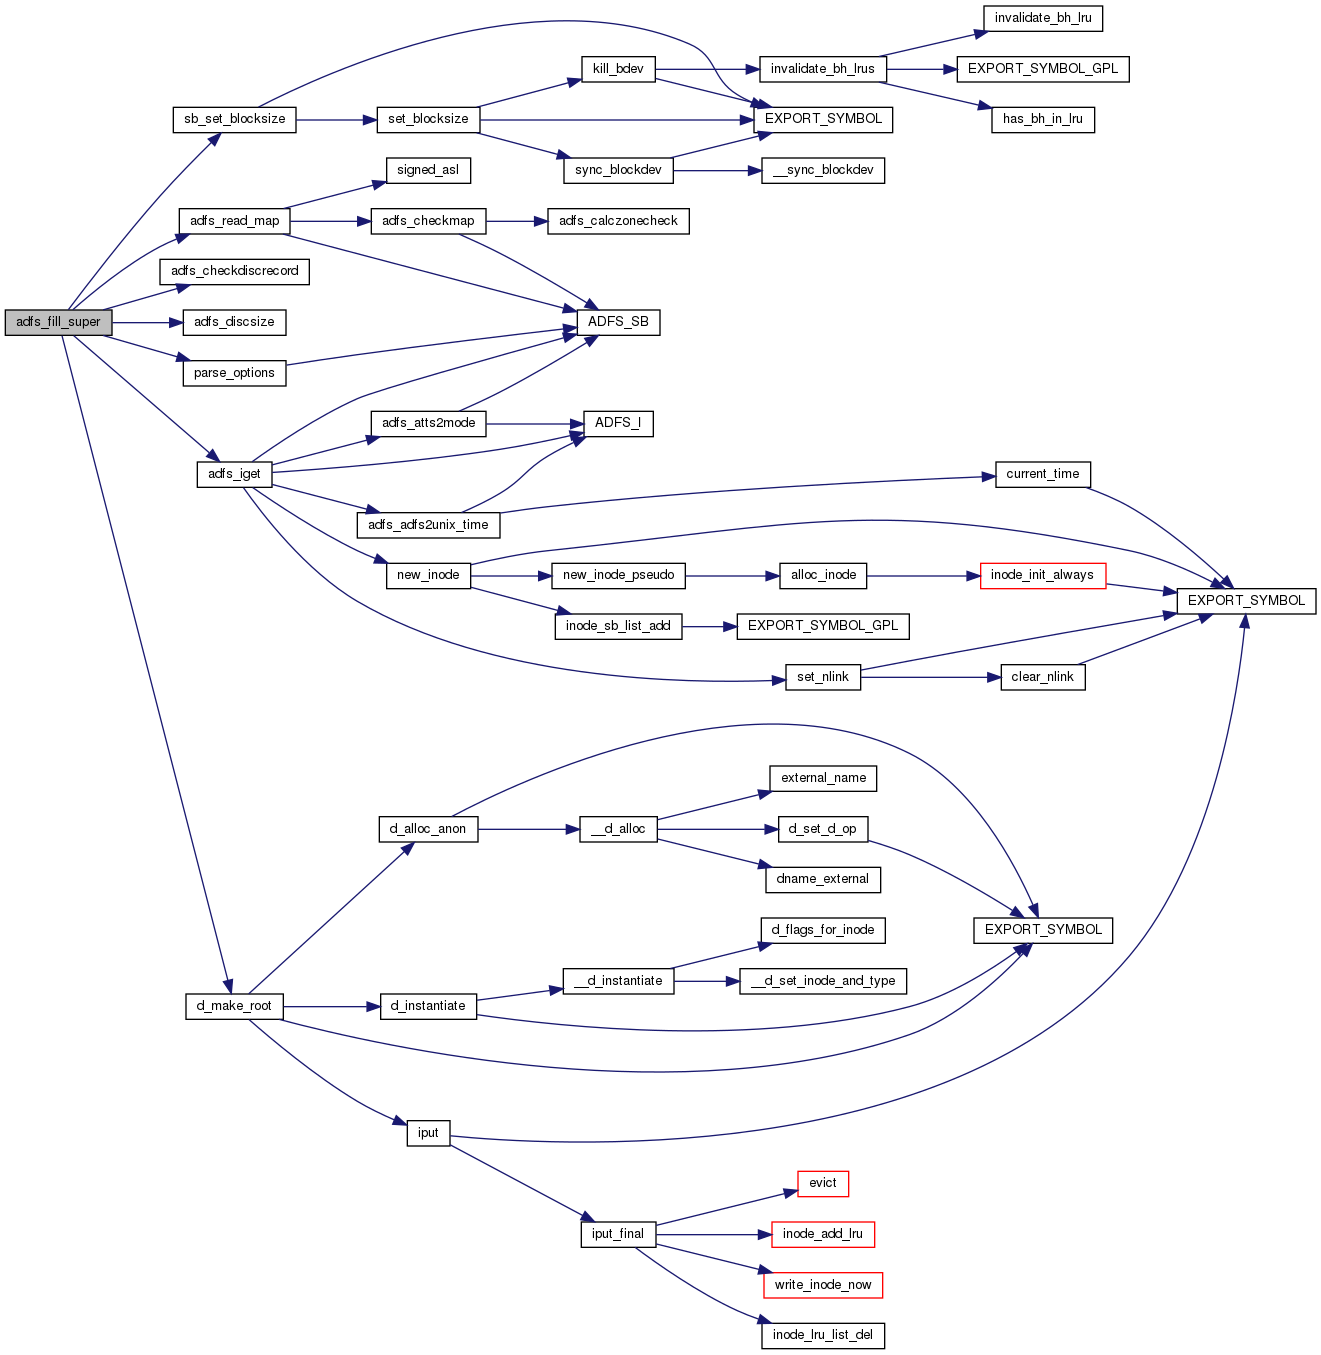 invalidate_bh_lru
kill_bdev
invalidate_bh_lrus
EXPORT_SYMBOL_GPL
sb_set_blocksize
set_blocksize
EXPORT_SYMBOL
has_bh_in_lru
signed_asl
sync_blockdev
__sync_blockdev
adfs_read_map
adfs_checkmap
adfs_calczonecheck
adfs_checkdiscrecord
adfs_fill_super
adfs_discsize
ADFS_SB
parse_options
adfs_atts2mode
ADFS_I
adfs_iget
current_time
adfs_adfs2unix_time
new_inode
new_inode_pseudo
alloc_inode
inode_init_always
EXPORT_SYMBOL
inode_sb_list_add
EXPORT_SYMBOL_GPL
set_nlink
clear_nlink
external_name
d_alloc_anon
__d_alloc
d_set_d_op
dname_external
d_flags_for_inode
EXPORT_SYMBOL
__d_instantiate
__d_set_inode_and_type
d_make_root
d_instantiate
iput
evict
iput_final
inode_add_lru
write_inode_now
inode_lru_list_del